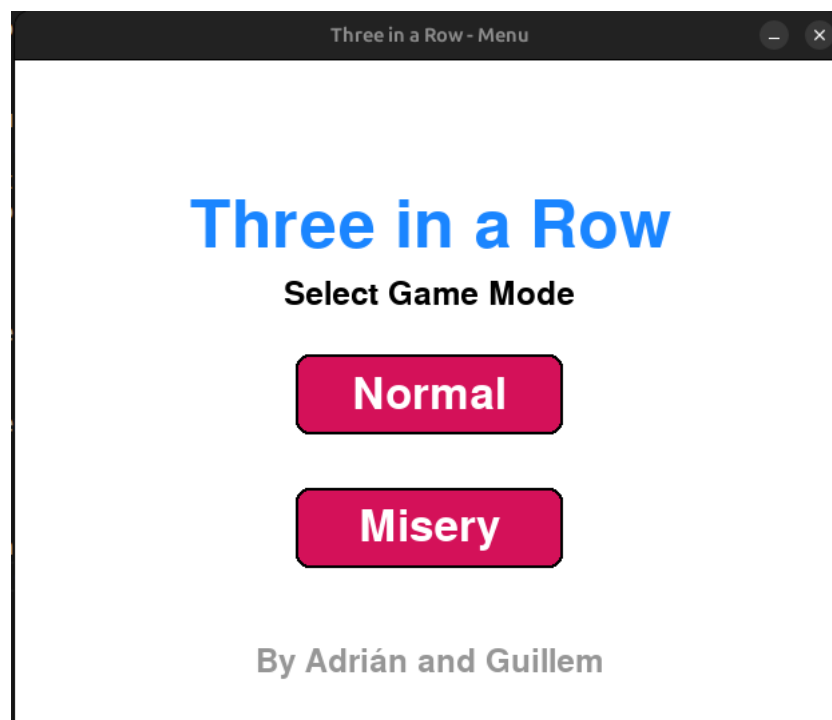 Three in a Row - Menu
Three in a Row
Select Game Mode
Normal
Misery
By Adrián and Guillem